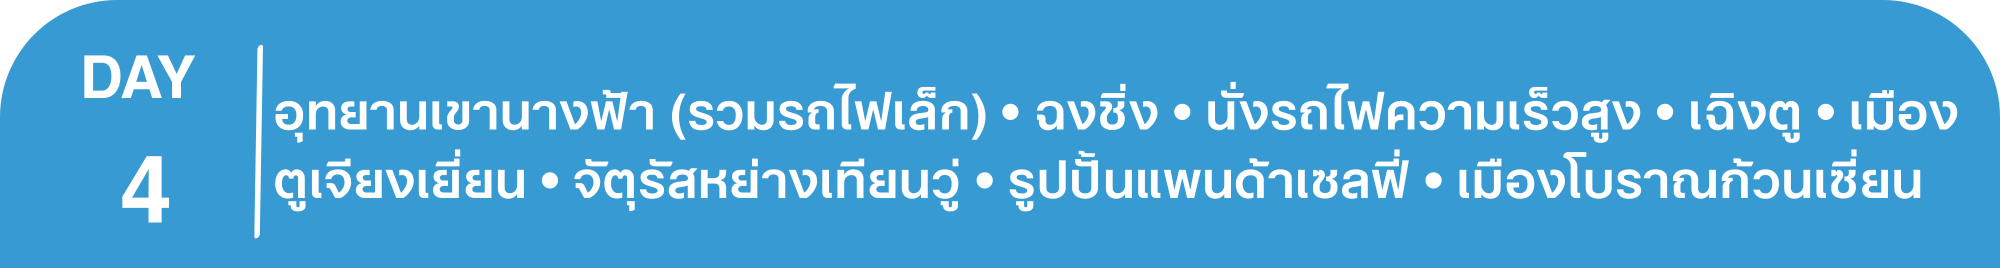 DAY
4
อุทยานเขานางฟ้า (รวมรถไฟเล็ก) • ฉงชิ่ง • นั่งรถไฟความเร็วสูง • เฉิงตู • เมือง
ตูเจียงเยี่ยน • จัตุรัสหย่างเทียนวู่ • รูปปั้นแพนด้าเซลฟี่ • เมืองโบราณก้วนเซี่ยน